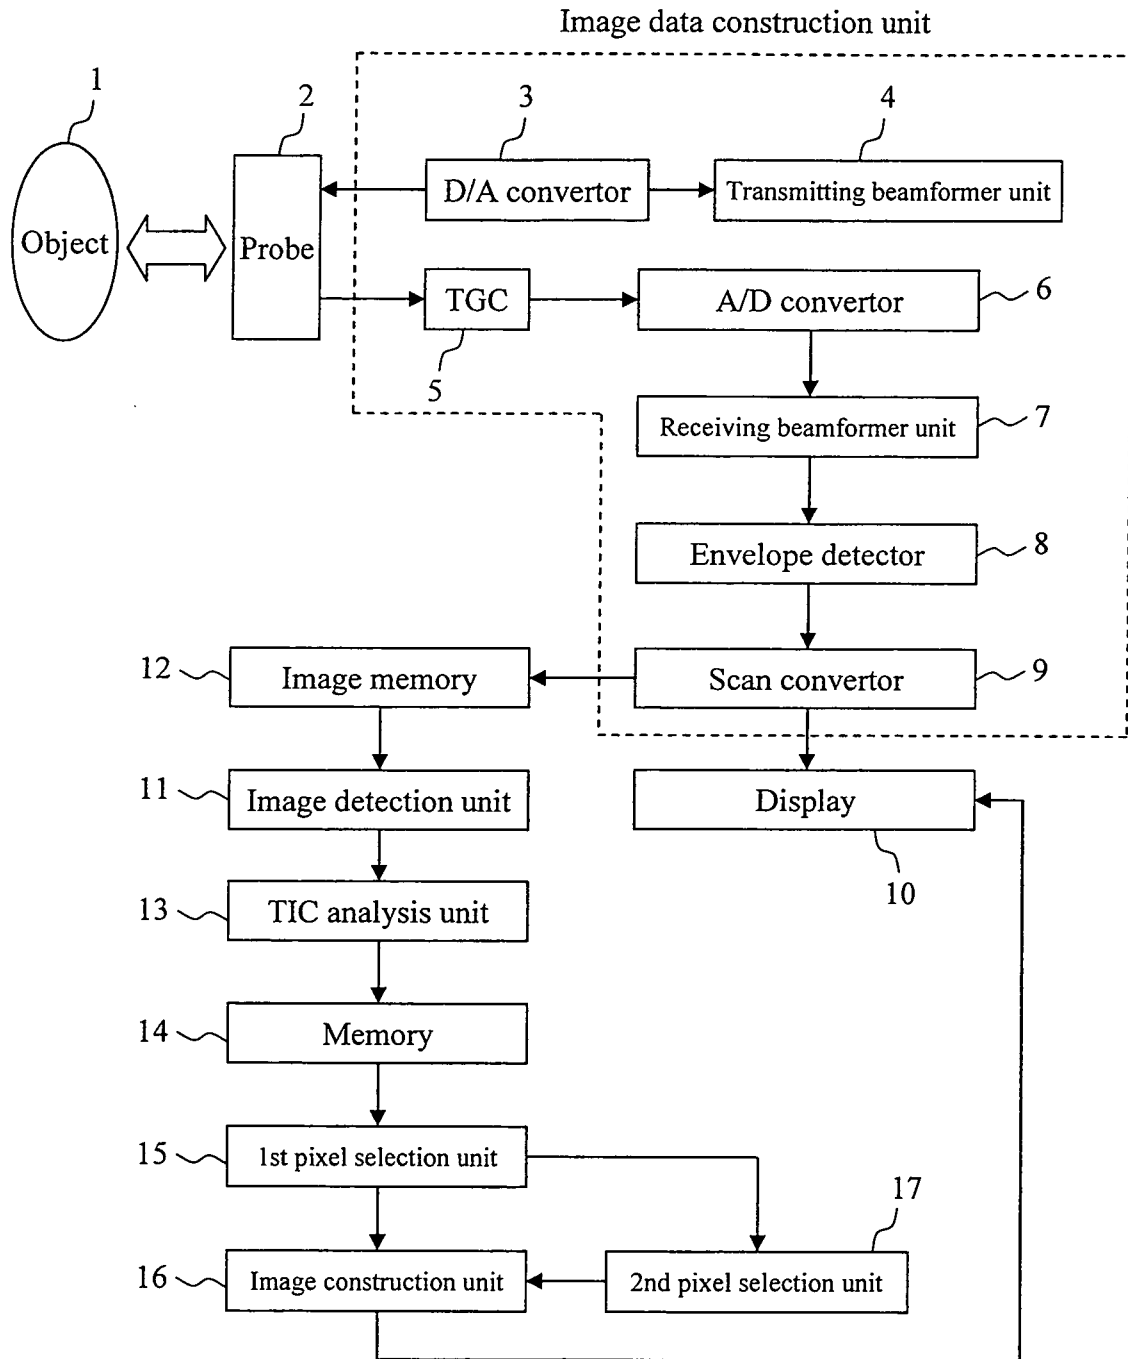 Image data construction unit
1
2
3
4
Object
Probe
D/A convertor
Transmitting beamformer unit
TGC
5
A/D convertor
6
Receiving beamformer unit
7
Envelope detector
8
12
Image memory
Scan convertor
9
11
Image detection unit
Display
10
13
TIC analysis unit
14
Memory
15
1st pixel selection unit
17
16
Image construction unit
2nd pixel selection unit